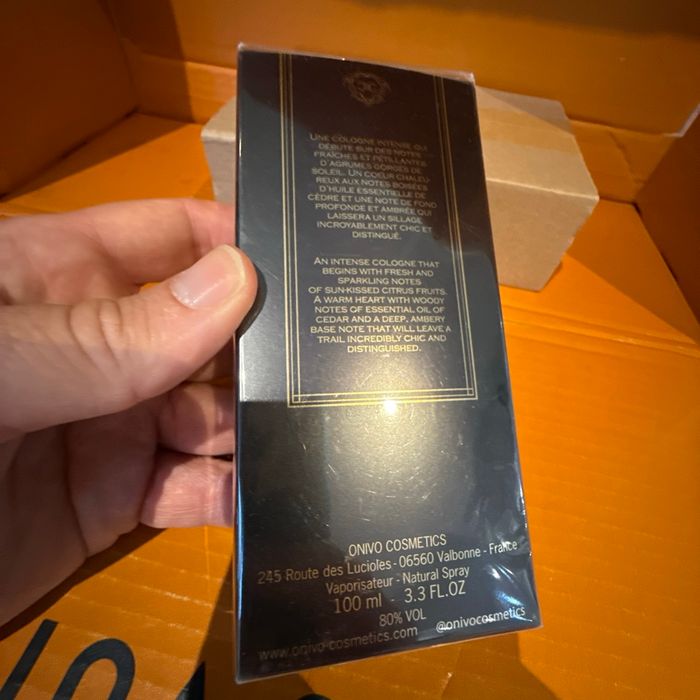 UNE COLOGNE INTENSE QUI
DÉBUTE SUR DES NOTES
FRAÎCHES ET PÉTILLANTES
D'AGRUMES GORGÉS DE
SOLEIL. UN COEUR CHALEU-
REUX AUX NOTES BOISÉES
D'HUILE ESSENTIELLE DE
CÈDRE ET UNE NOTE DE FOND
PROFONDE ET AMBRÉE QUI
LAISSERA UN SILLAGE
INCROYABLEMENT CHIC ET
DISTINGUÉ.
AN INTENSE COLOGNE THAT
BEGINS WITH FRESH AND
SPARKLING NOTES
OF SUN-KISSED CITRUS FRUITS.
A WARM HEART WITH WOODY
NOTES OF ESSENTIAL OIL OF
CEDAR AND A DEEP, AMBERY
BASE NOTE THAT WILL LEAVE A
TRAIL INCREDIBLY CHIC AND
DISTINGUISHED.
ONIVO COSMETICS
245 Route des Lucioles - 06560 Valbonne - France
Vaporisateur - Natural Spray
100 ml - 3.3 FL.OZ
80% VOL
www.onivo-cosmetics.com @onivocosmetics